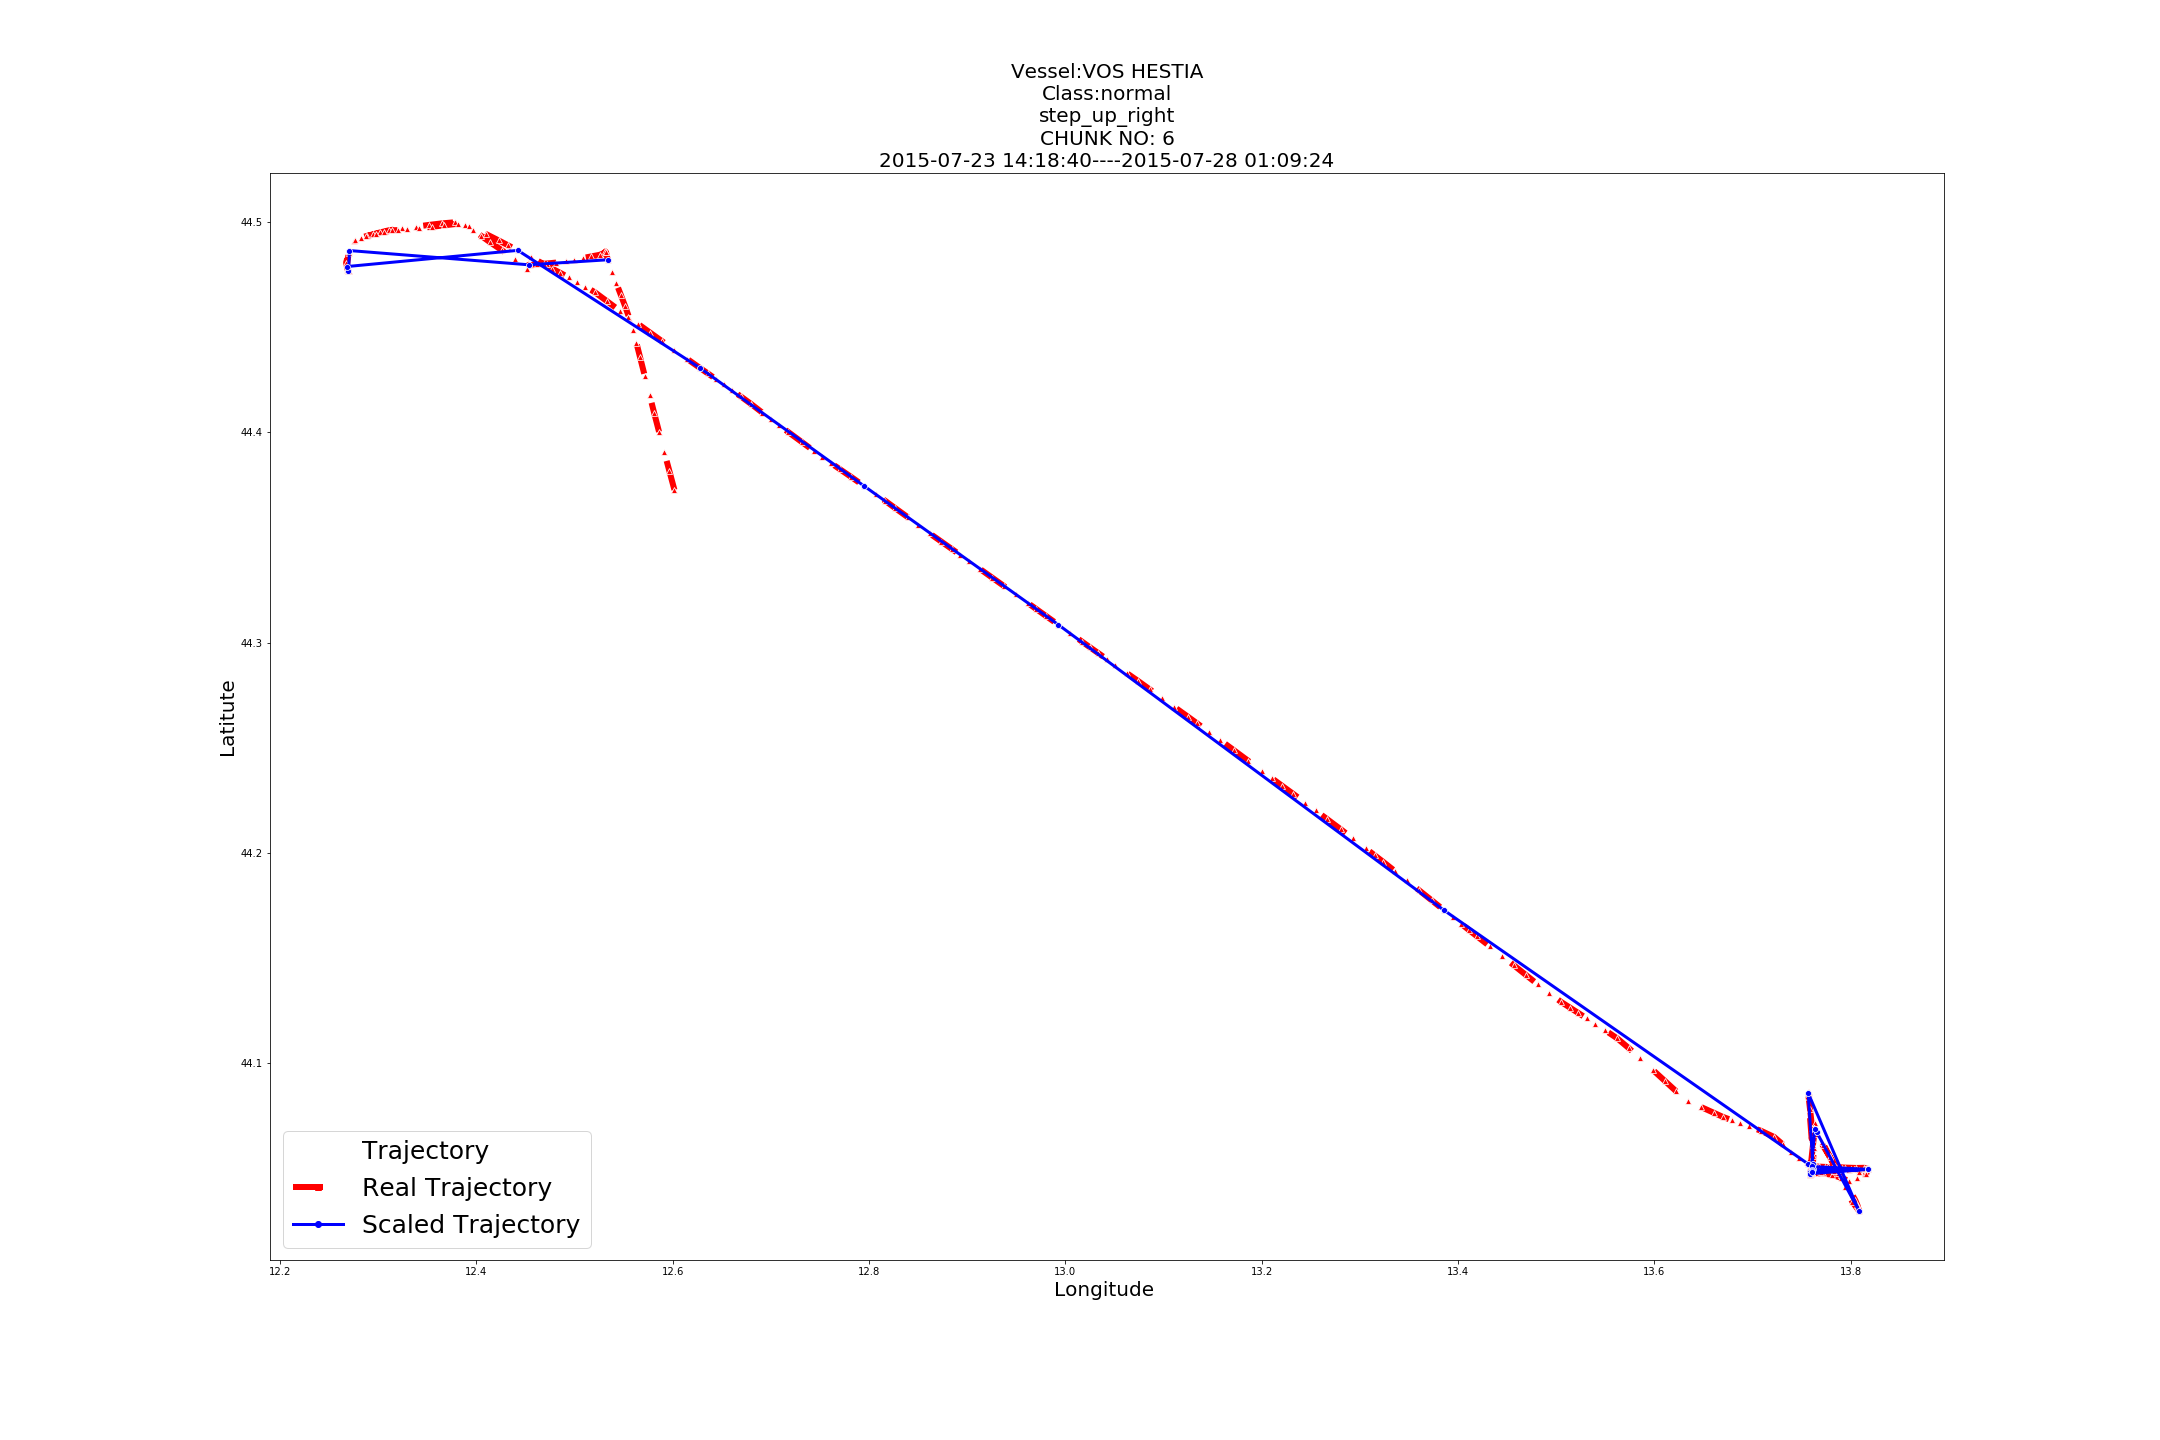 Vessel:VOS HESTIA
Class:normal
step_up_right
CHUNK NO: 6
2015-07-23 14:18:40----2015-07-28 01:09:24
44.5
44.4
44.3
44.2
44.1
Latitute
Trajectory
Real Trajectory
Scaled Trajectory
12.2 12.4 12.6 12.8 13.0 13.2 13.4 13.6 13.8
Longitude